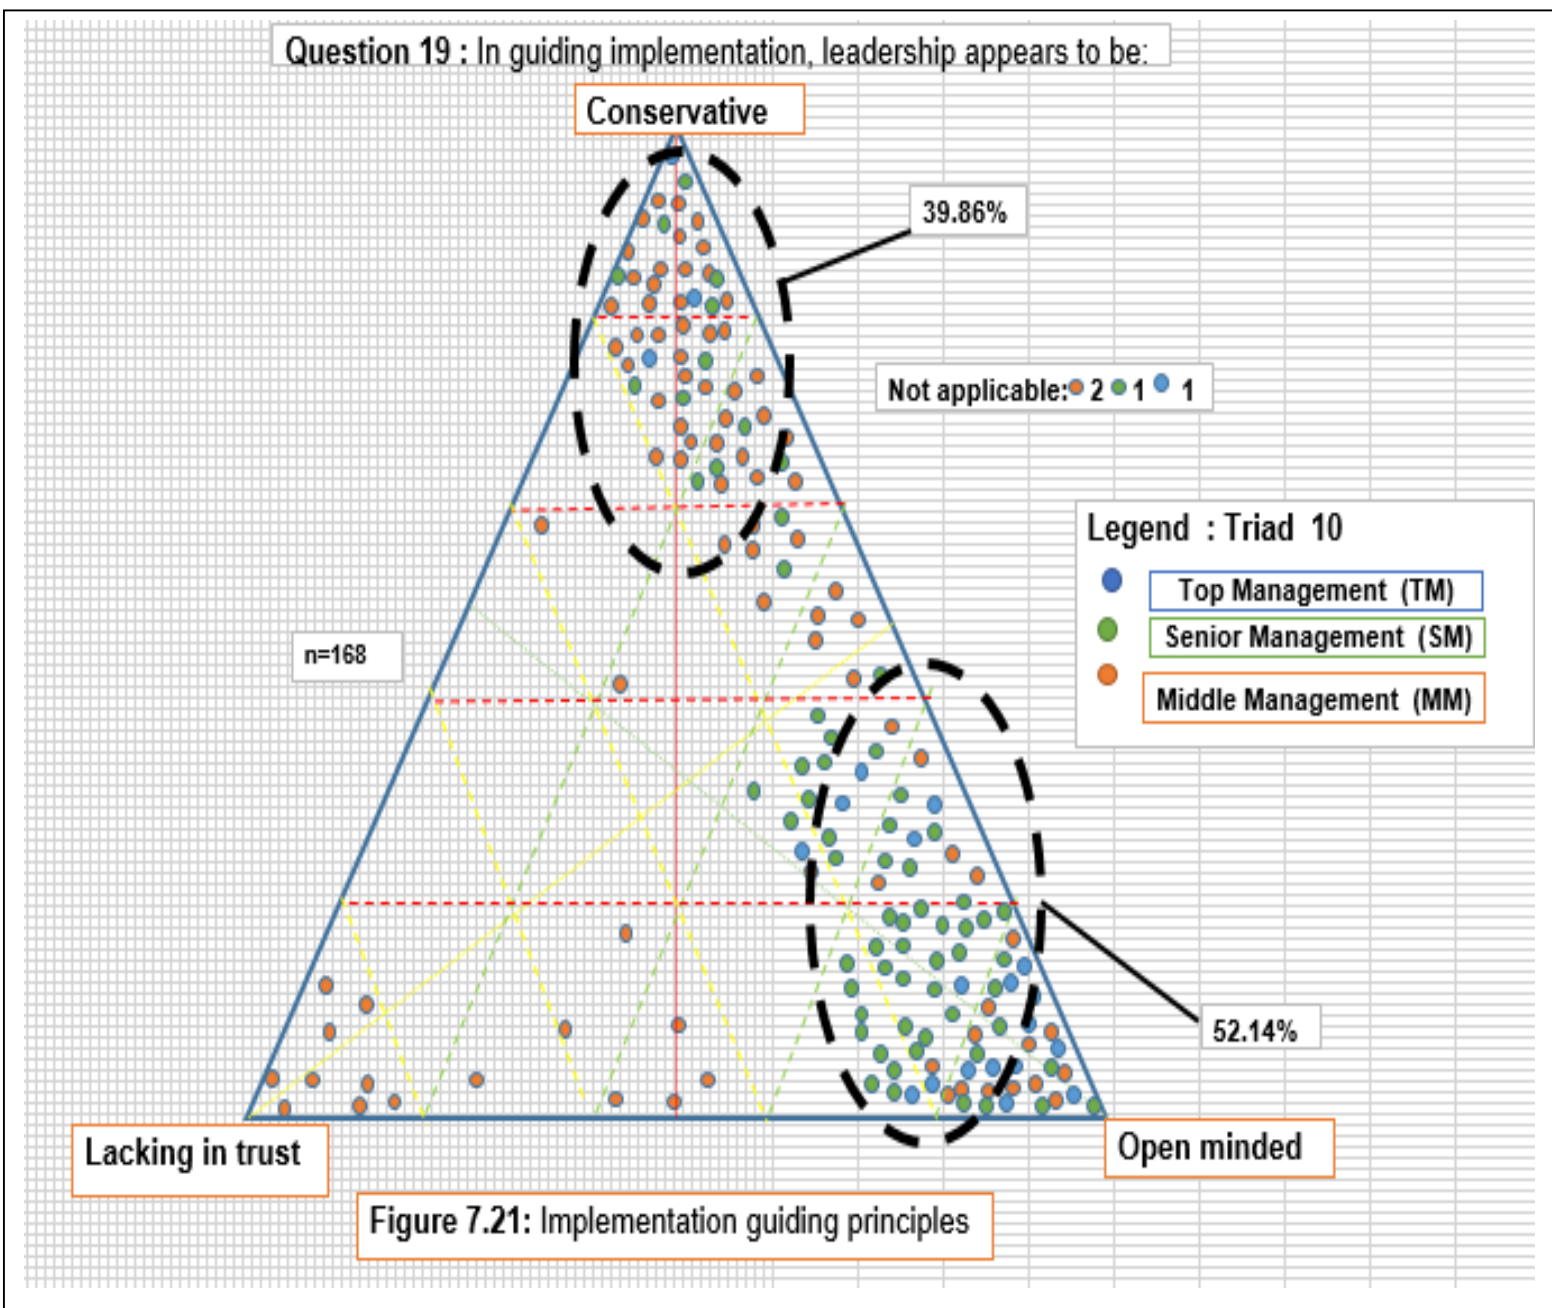 Question 19 : In guiding implementation, leadership appears to be:
Conservative
39.86%
Not applicable: 2 1 1
Legend : Triad 10
Top Management (TM)
Senior Management (SM)
Middle Management (MM)
n=168
52.14%
Lacking in trust
Open minded
Figure 7.21: Implementation guiding principles